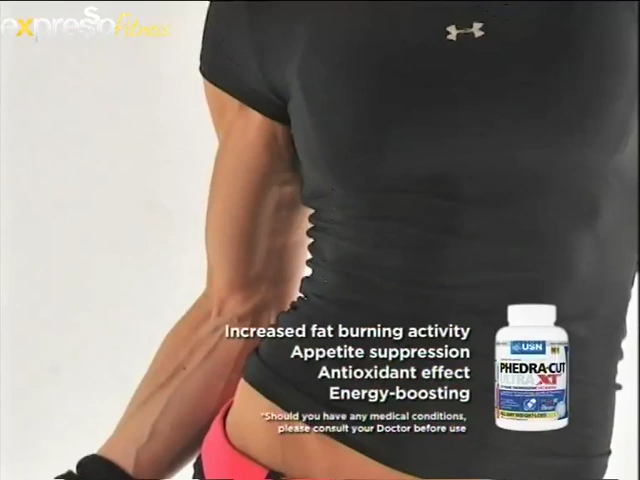 expresso fitness
Increased fat burning activity
Appetite suppression
Antioxidant effect
Energy-boosting
*Should you have any medical conditions,
please consult your Doctor before use
USN
PHEDRA-CUT
ULTRA XT